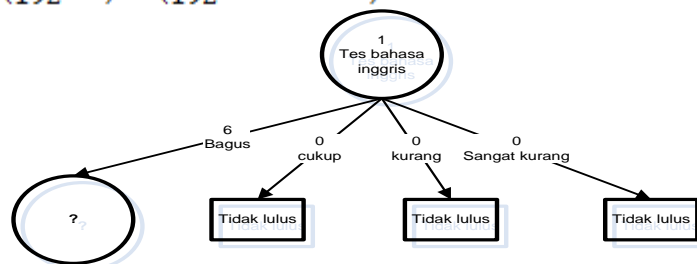 1
Tes bahasa
inggris
6
Bagus
0
cukup
0
kurang
0
Sangat kurang
?
Tidak lulus
Tidak lulus
Tidak lulus